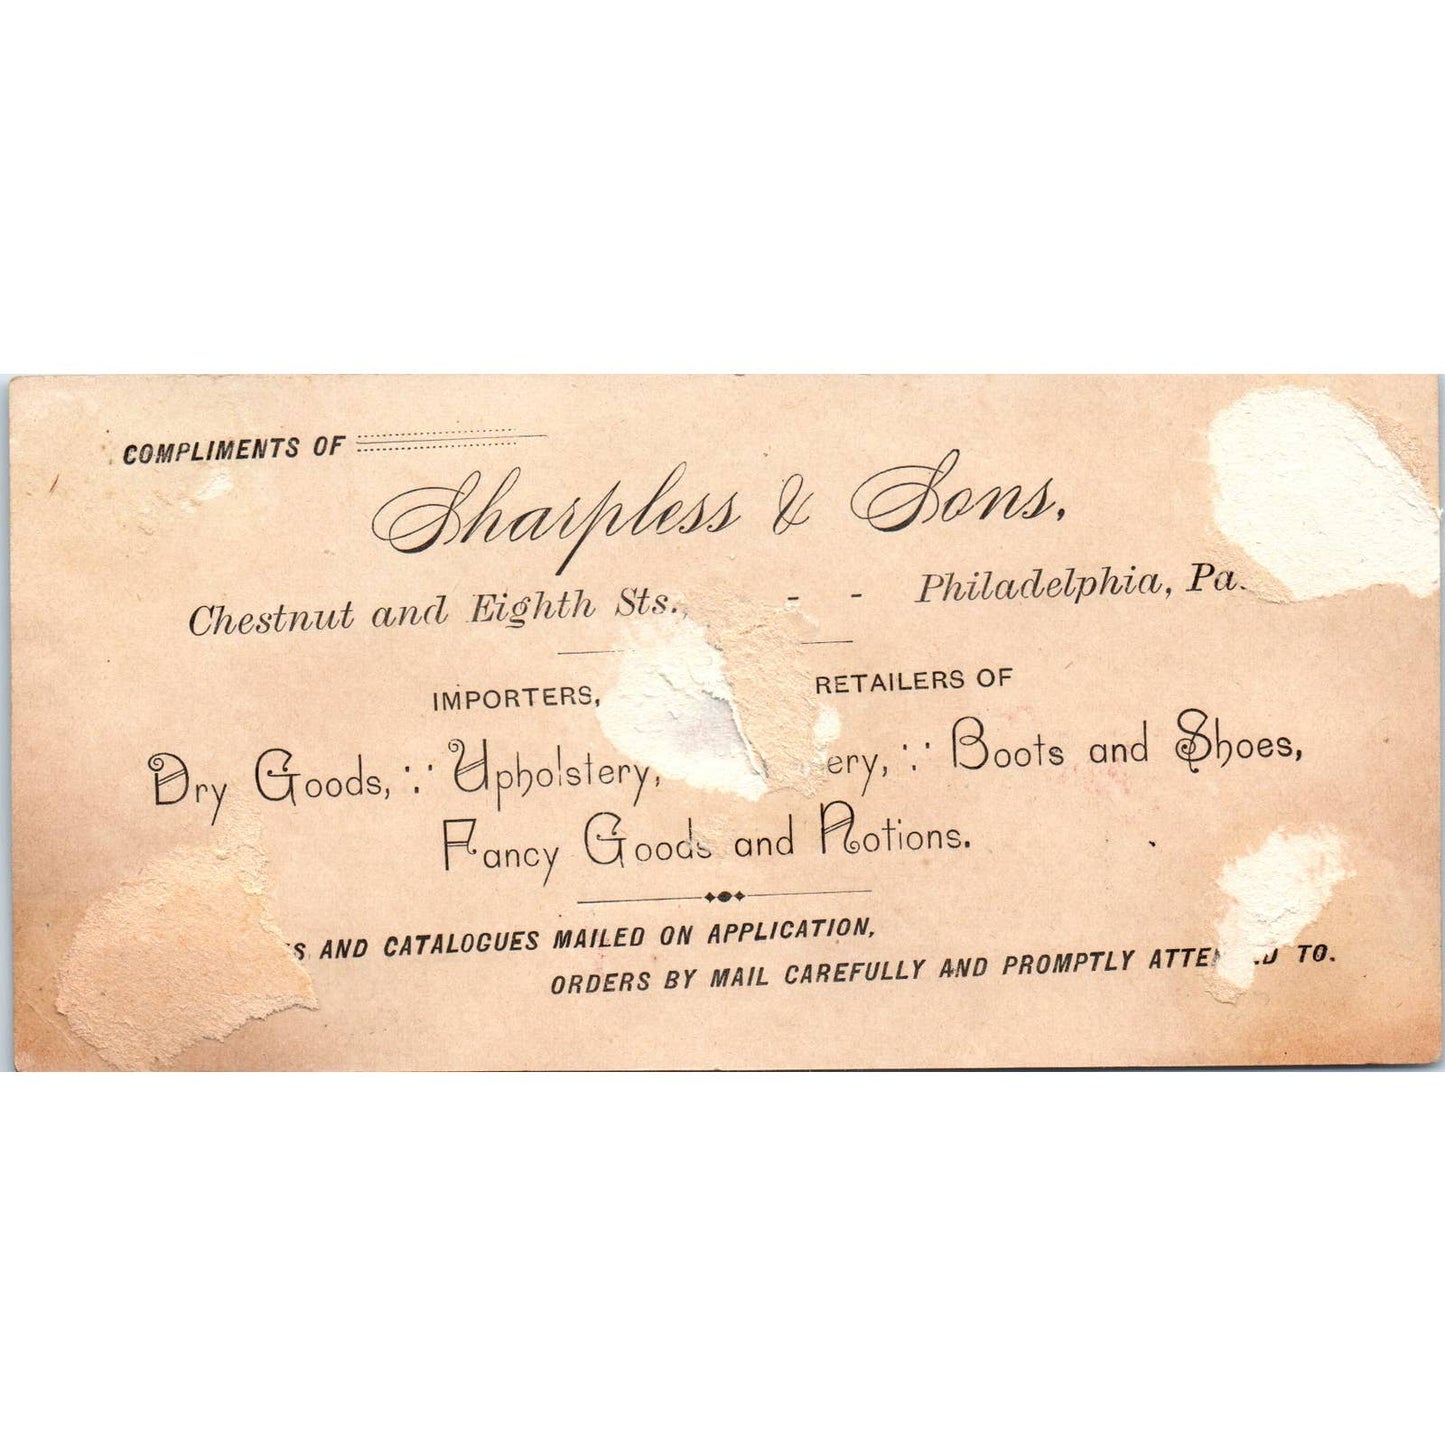 COMPLIMENTS OF
Sharpless & Sons,
Chestnut and Eighth Sts., - - Philadelphia, Pa.
IMPORTERS, RETAILERS OF
Dry Goods, Upholstery, Boots and Shoes,
Fancy Goods and Notions.
AND CATALOGUES MAILED ON APPLICATION,
ORDERS BY MAIL CAREFULLY AND PROMPTLY TO.